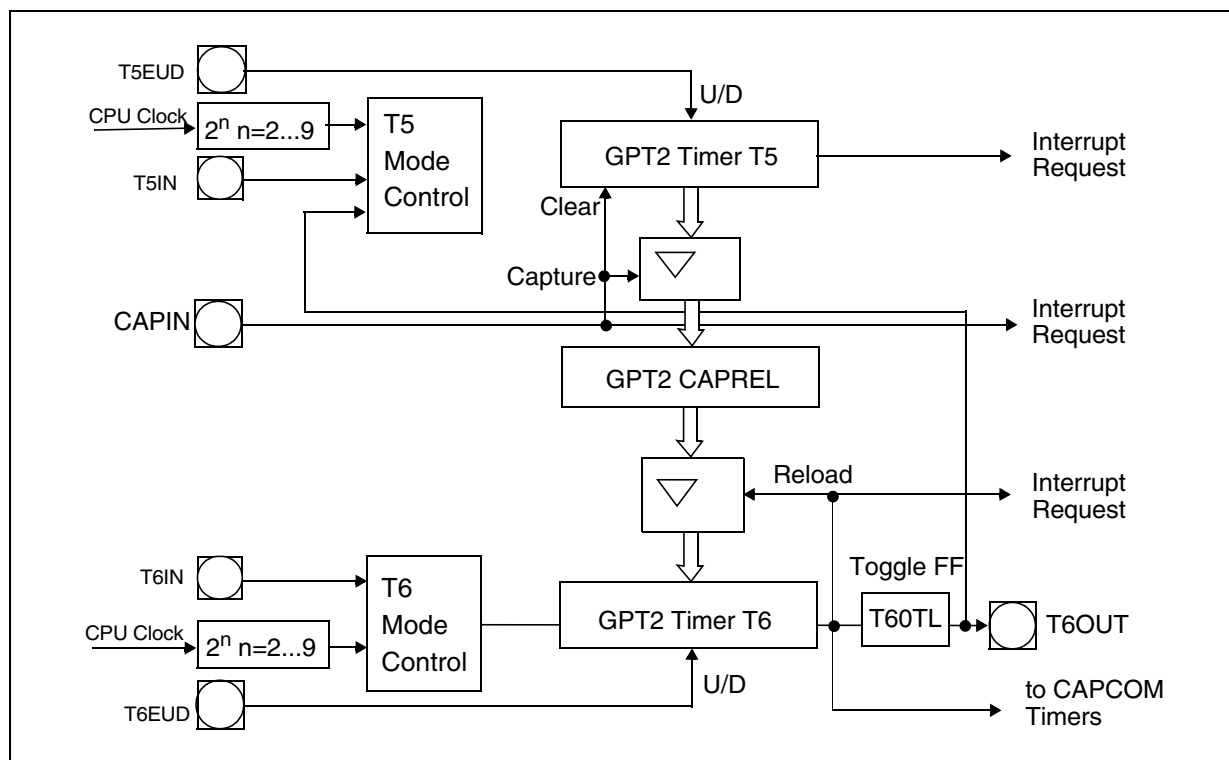 T5EUD
U/D
CPU Clock
2ⁿ n=2...9
T5
Mode
Control
GPT2 Timer T5
Interrupt
Request
T5IN
Clear
Capture
CAPIN
Interrupt
Request
GPT2 CAPREL
Reload
Interrupt
Request
T6IN
T6
Mode
Control
Toggle FF
GPT2 Timer T6
T60TL
T6OUT
CPU Clock
2ⁿ n=2...9
U/D
T6EUD
to CAPCOM
Timers